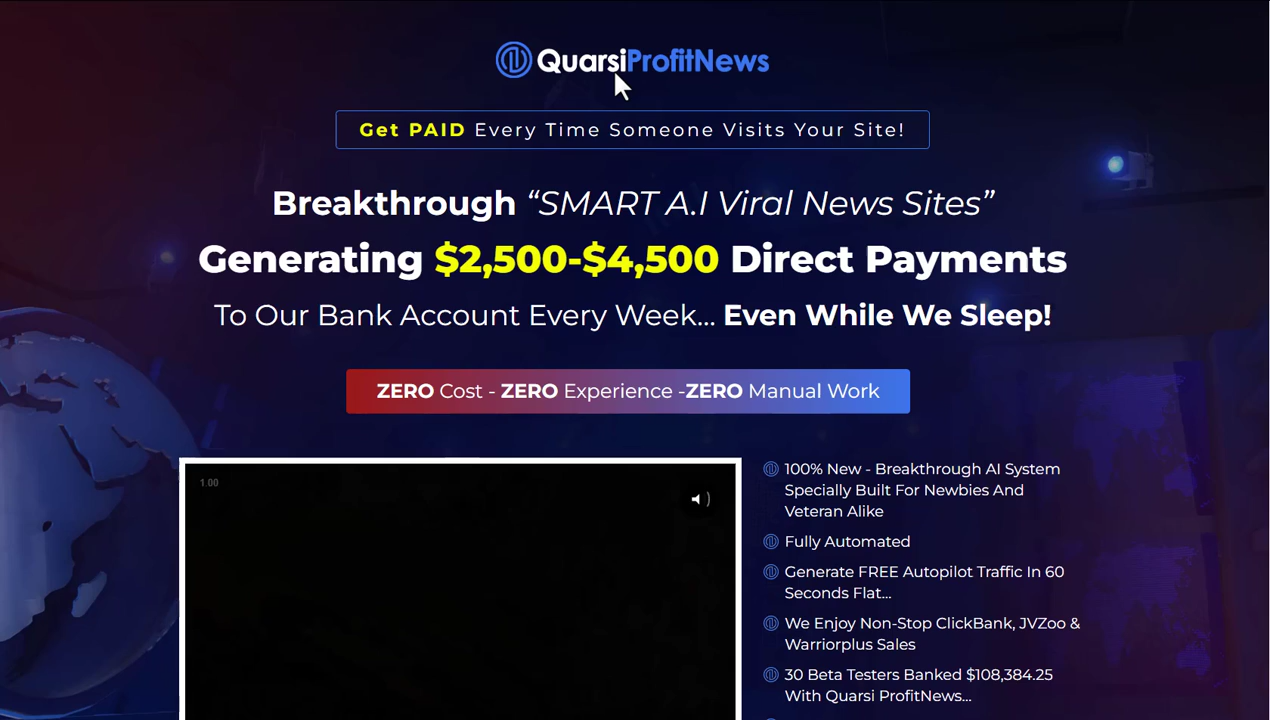 QuarsiProfitNews
Get PAID Every Time Someone Visits Your Site!
Breakthrough “SMART A.I Viral News Sites”
Generating $2,500-$4,500 Direct Payments
To Our Bank Account Every Week... Even While We Sleep!
ZERO Cost - ZERO Experience -ZERO Manual Work
1.00
100% New - Breakthrough AI System
Specially Built For Newbies And
Veteran Alike
Fully Automated
Generate FREE Autopilot Traffic In 60
Seconds Flat...
We Enjoy Non-Stop ClickBank, JVZoo &
Warriorplus Sales
30 Beta Testers Banked $108,384.25
With Quarsi ProfitNews...